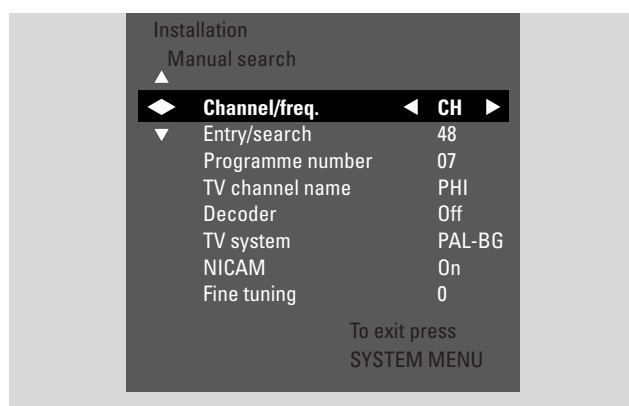 Installation
Manual search
Channel/freq. CH
Entry/search 48
Programme number 07
TV channel name PHI
Decoder Off
TV system PAL-BG
NICAM On
Fine tuning 0
To exit press
SYSTEM MENU